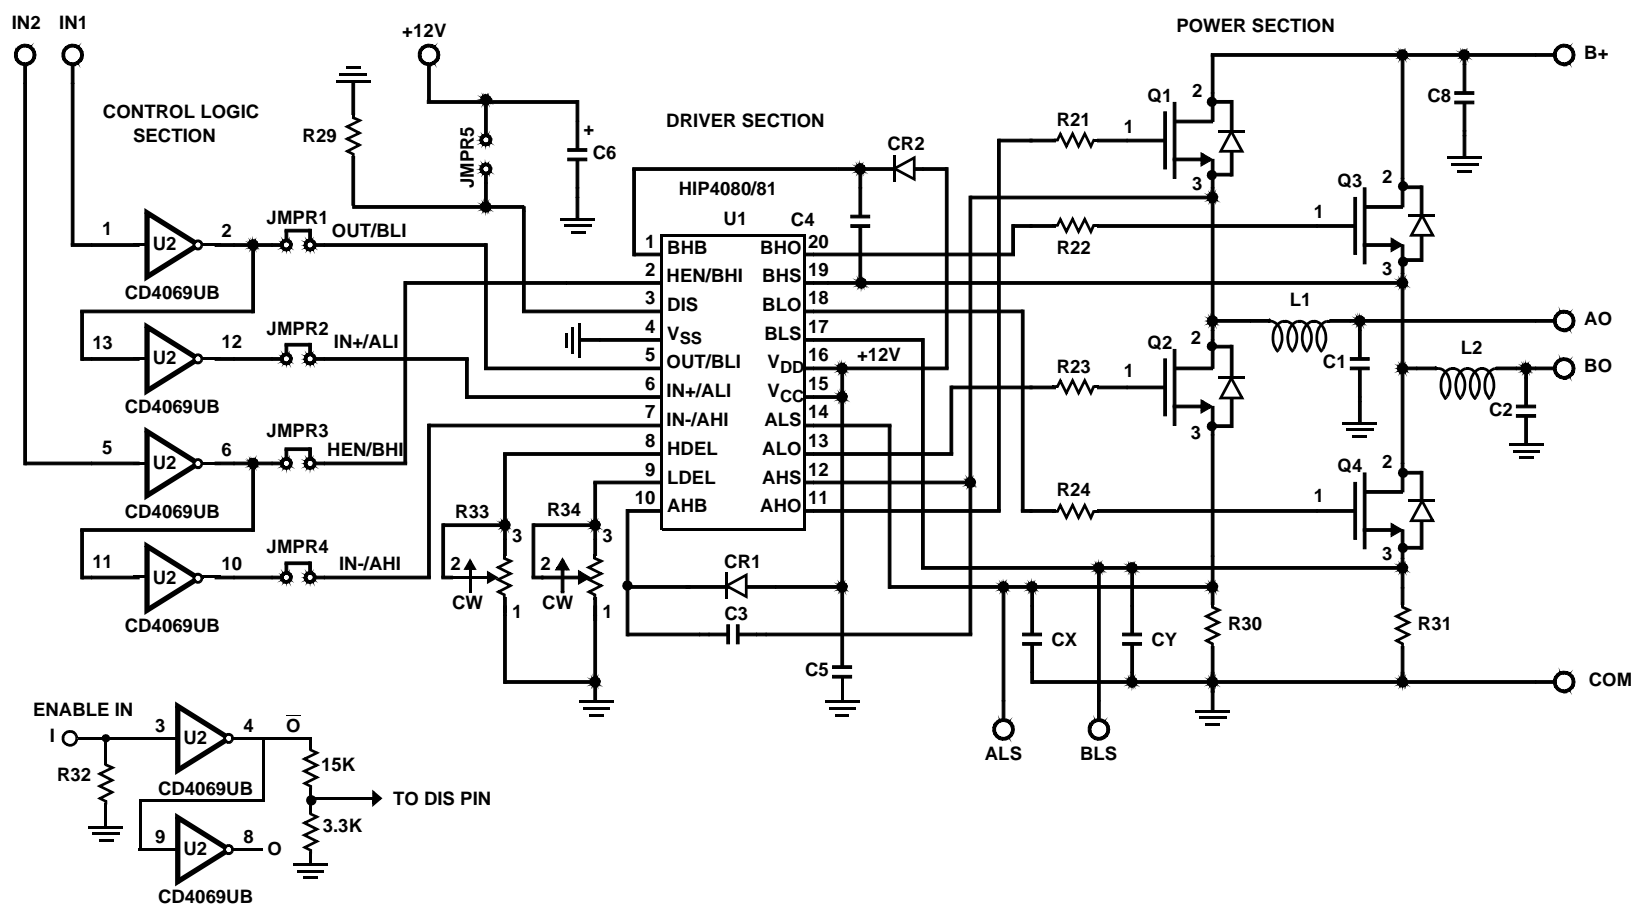 IN2 IN1
+12V
POWER SECTION
B+
CONTROL LOGIC
SECTION
R29
JMPR5
+
C6
DRIVER SECTION
CR2
HIP4080/81
U1
C4
R21
1
Q1
2
3
C8
R22
1
Q3
2
3
1 U2 2
JMPR1
OUT/BLI
CD4069UB
13 U2 12
JMPR2
IN+/ALI
CD4069UB
5 U2 6
JMPR3
HEN/BHI
CD4069UB
11 U2 10
JMPR4
IN-/AHI
CD4069UB
1 BHB BHO 20
2 HEN/BHI BHS 19
3 DIS BLO 18
4 VSS BLS 17
5 OUT/BLI VDD 16 +12V
6 IN+/ALI VCC 15
7 IN-/AHI ALS 14
8 HDEL ALO 13
9 LDEL AHS 12
10 AHB AHO 11
L1
AO
C1
L2
BO
C2
R23
1
Q2
2
3
R24
1
Q4
2
3
R33
3
2
CW
1
R34
3
2
CW
1
CR1
C3
C5
CX
CY
R30
R31
COM
ALS
BLS
ENABLE IN
I
3 U2 4
O
R32
CD4069UB
15K
TO DIS PIN
3.3K
9 U2 8
O
CD4069UB